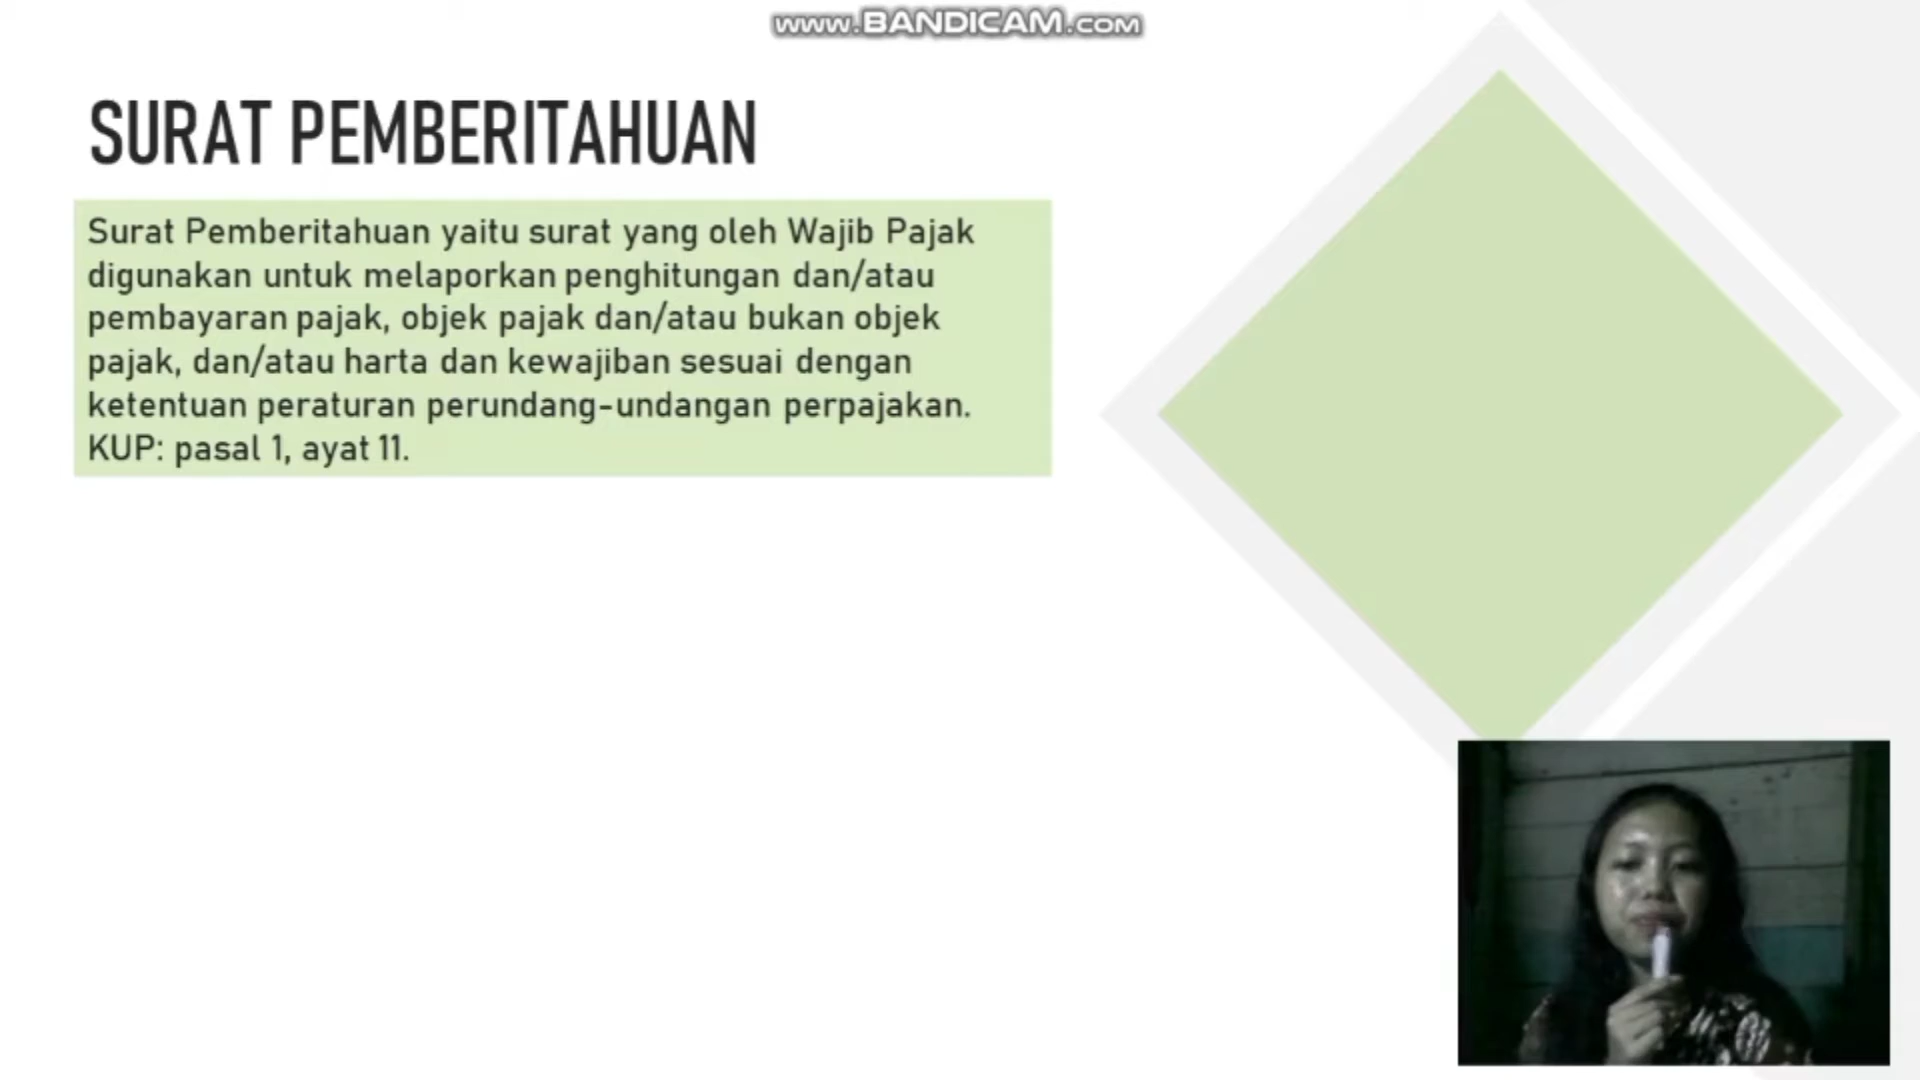 www.BANDICAM.com
SURAT PEMBERITAHUAN
Surat Pemberitahuan yaitu surat yang oleh Wajib Pajak
digunakan untuk melaporkan penghitungan dan/atau
pembayaran pajak, objek pajak dan/atau bukan objek
pajak, dan/atau harta dan kewajiban sesuai dengan
ketentuan peraturan perundang-undangan perpajakan.
KUP: pasal 1, ayat 11.